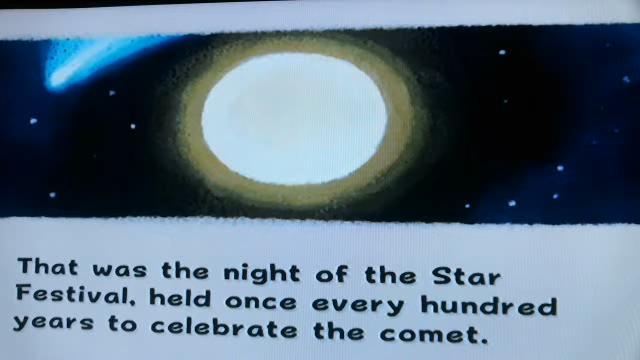 That was the night of the Star
Festival, held once every hundred
years to celebrate the comet.